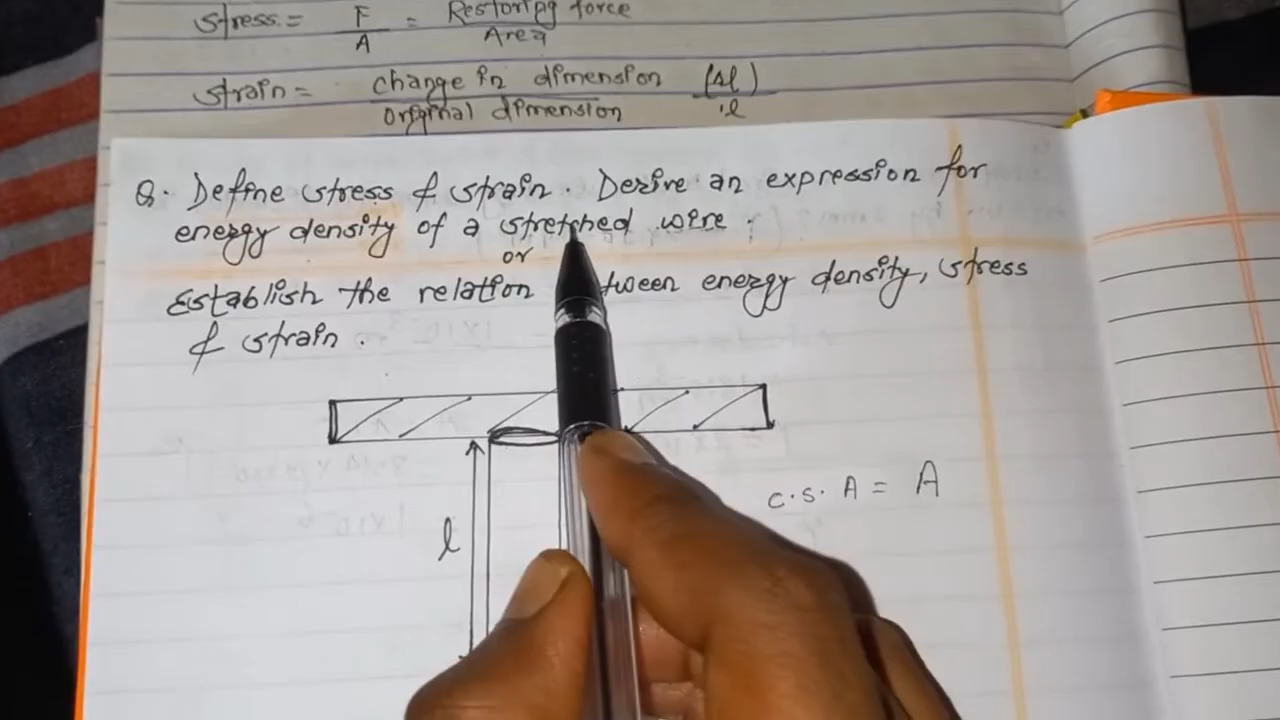 stress = F/A = Restoring force / Area
strain = change in dimension / original dimension (Δl / l)
Q. Define stress & strain. Derive an expression for
energy density of a stretched wire.
or
Establish the relation tween energy density, stress
& strain.
l
C.S. A = A